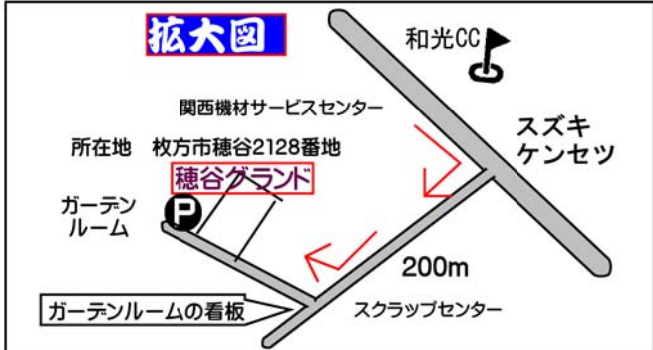 拡大図
和光CC
関西機材サービスセンター
スズキ
ケンセツ
所在地 枚方市穂谷2128番地
穂谷グランド
P
ガーデン
ルーム
200m
ガーデンルームの看板
スクラップセンター